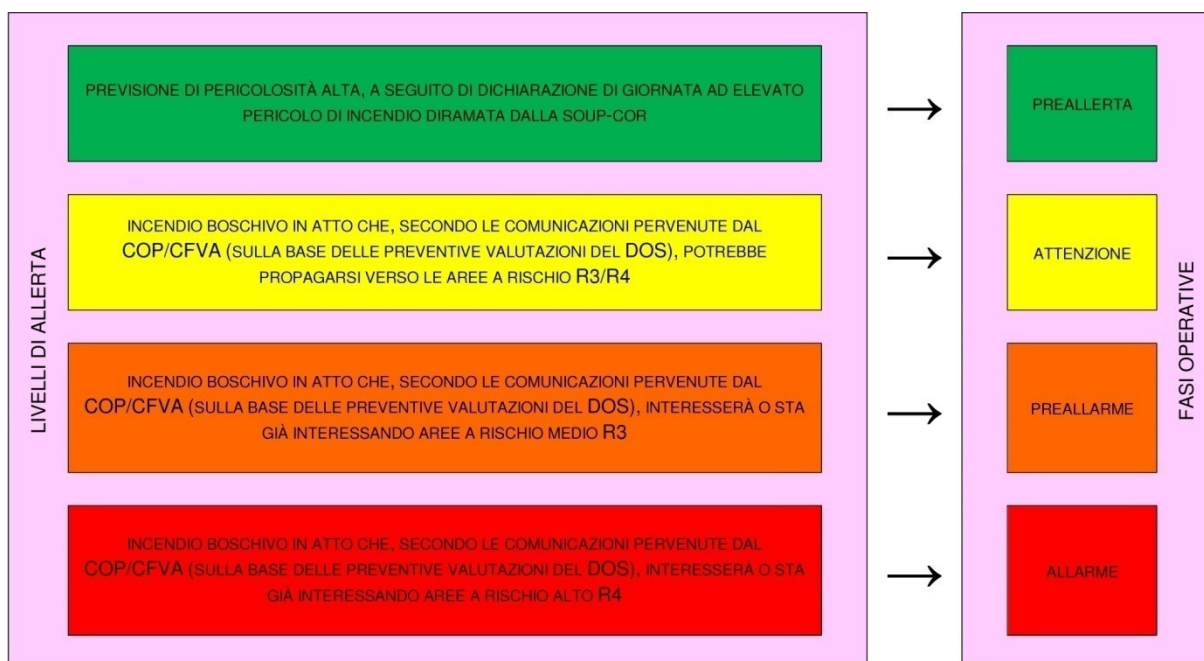 LIVELLI DI ALLERTA
PREVISIONE DI PERICOLOSITÀ ALTA, A SEGUITO DI DICHIARAZIONE DI GIORNATA AD ELEVATO
PERICOLO DI INCENDIO DIRAMATA DALLA SOUP-COR
PREALLERTA
INCENDIO BOSCHIVO IN ATTO CHE, SECONDO LE COMUNICAZIONI PERVENUTE DAL
COP/CFVA (SULLA BASE DELLE PREVENTIVE VALUTAZIONI DEL DOS), POTREBBE
PROPAGARSI VERSO LE AREE A RISCHIO R3/R4
ATTENZIONE
INCENDIO BOSCHIVO IN ATTO CHE, SECONDO LE COMUNICAZIONI PERVENUTE DAL
COP/CFVA (SULLA BASE DELLE PREVENTIVE VALUTAZIONI DEL DOS), INTERESSERÀ O STA
GIÀ INTERESSANDO AREE A RISCHIO MEDIO R3
PREALLARME
INCENDIO BOSCHIVO IN ATTO CHE, SECONDO LE COMUNICAZIONI PERVENUTE DAL
COP/CFVA (SULLA BASE DELLE PREVENTIVE VALUTAZIONI DEL DOS), INTERESSERÀ O STA
GIÀ INTERESSANDO AREE A RISCHIO ALTO R4
ALLARME
FASI OPERATIVE